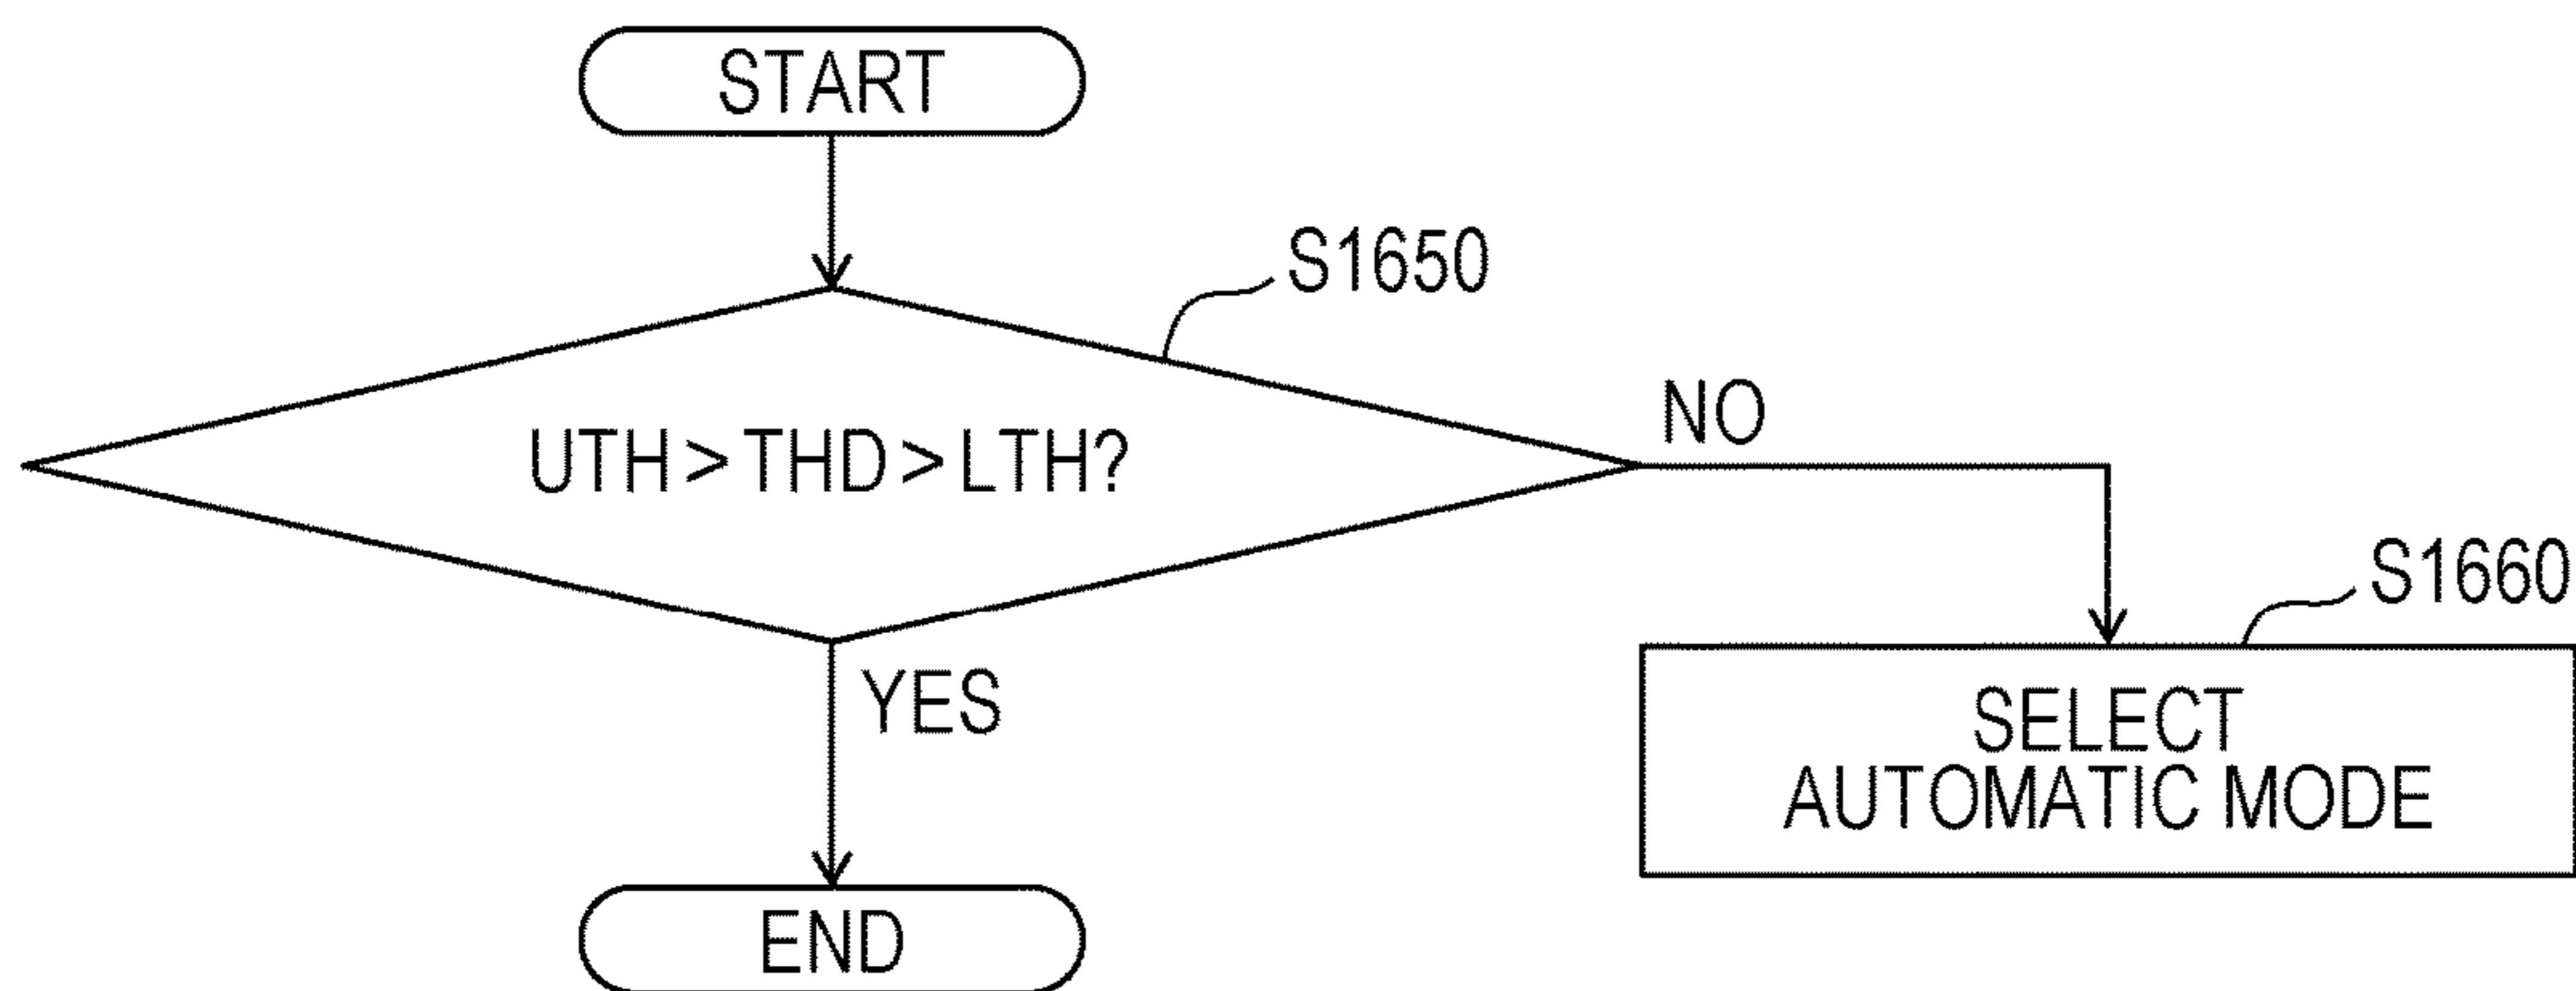 START
S1650
UTH > THD > LTH?
NO
S1660
SELECT
AUTOMATIC MODE
YES
END